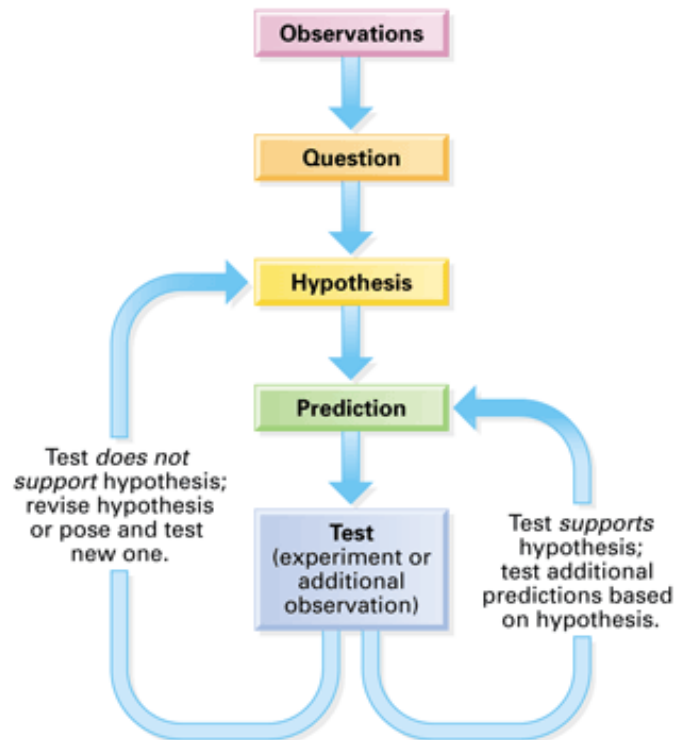 Observations
Question
Hypothesis
Prediction
Test does not
support hypothesis;
revise hypothesis
or pose and test
new one.
Test
(experiment or
additional
observation)
Test supports
hypothesis;
test additional
predictions based
on hypothesis.